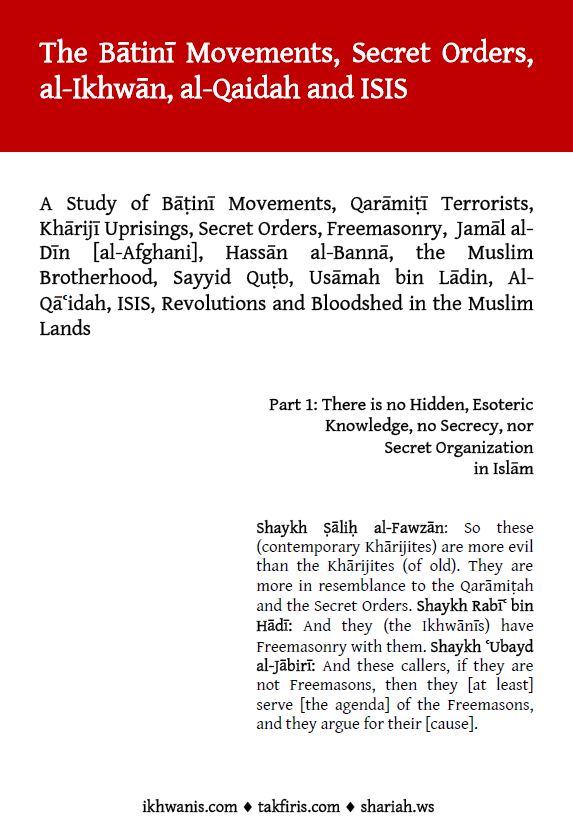 The Bātinī Movements, Secret Orders,
al-Ikhwān, al-Qaidah and ISIS
A Study of Bāṭinī Movements, Qarāmiṭī Terrorists,
Khārijī Uprisings, Secret Orders, Freemasonry, Jamāl al-
Dīn [al-Afghani], Hassān al-Bannā, the Muslim
Brotherhood, Sayyid Quṭb, Usāmah bin Lādin, Al-
Qāʿidah, ISIS, Revolutions and Bloodshed in the Muslim
Lands
Part 1: There is no Hidden, Esoteric
Knowledge, no Secrecy, nor
Secret Organization
in Islām
Shaykh Ṣāliḥ al-Fawzān: So these
(contemporary Khārijites) are more evil
than the Khārijites (of old). They are
more in resemblance to the Qarāmiṭah
and the Secret Orders. Shaykh Rabīʿ bin
Hādī: And they (the Ikhwānīs) have
Freemasonry with them. Shaykh ʿUbayd
al-Jābirī: And these callers, if they are
not Freemasons, then they [at least]
serve [the agenda] of the Freemasons,
and they argue for their [cause].
ikhwanis.com ♦ takfiris.com ♦ shariah.ws